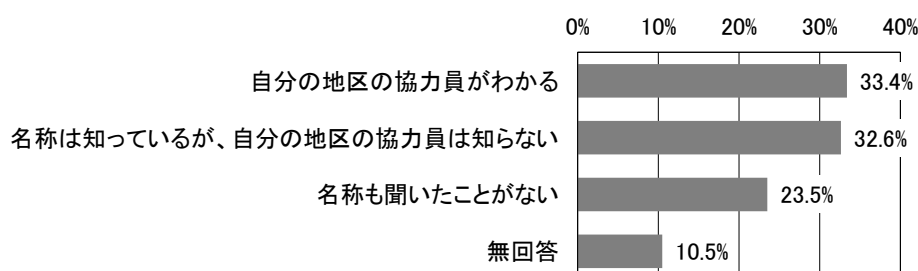 0% 10% 20% 30% 40%
自分の地区の協力員がわかる 33.4%
名称は知っているが、自分の地区の協力員は知らない 32.6%
名称も聞いたことがない 23.5%
無回答 10.5%